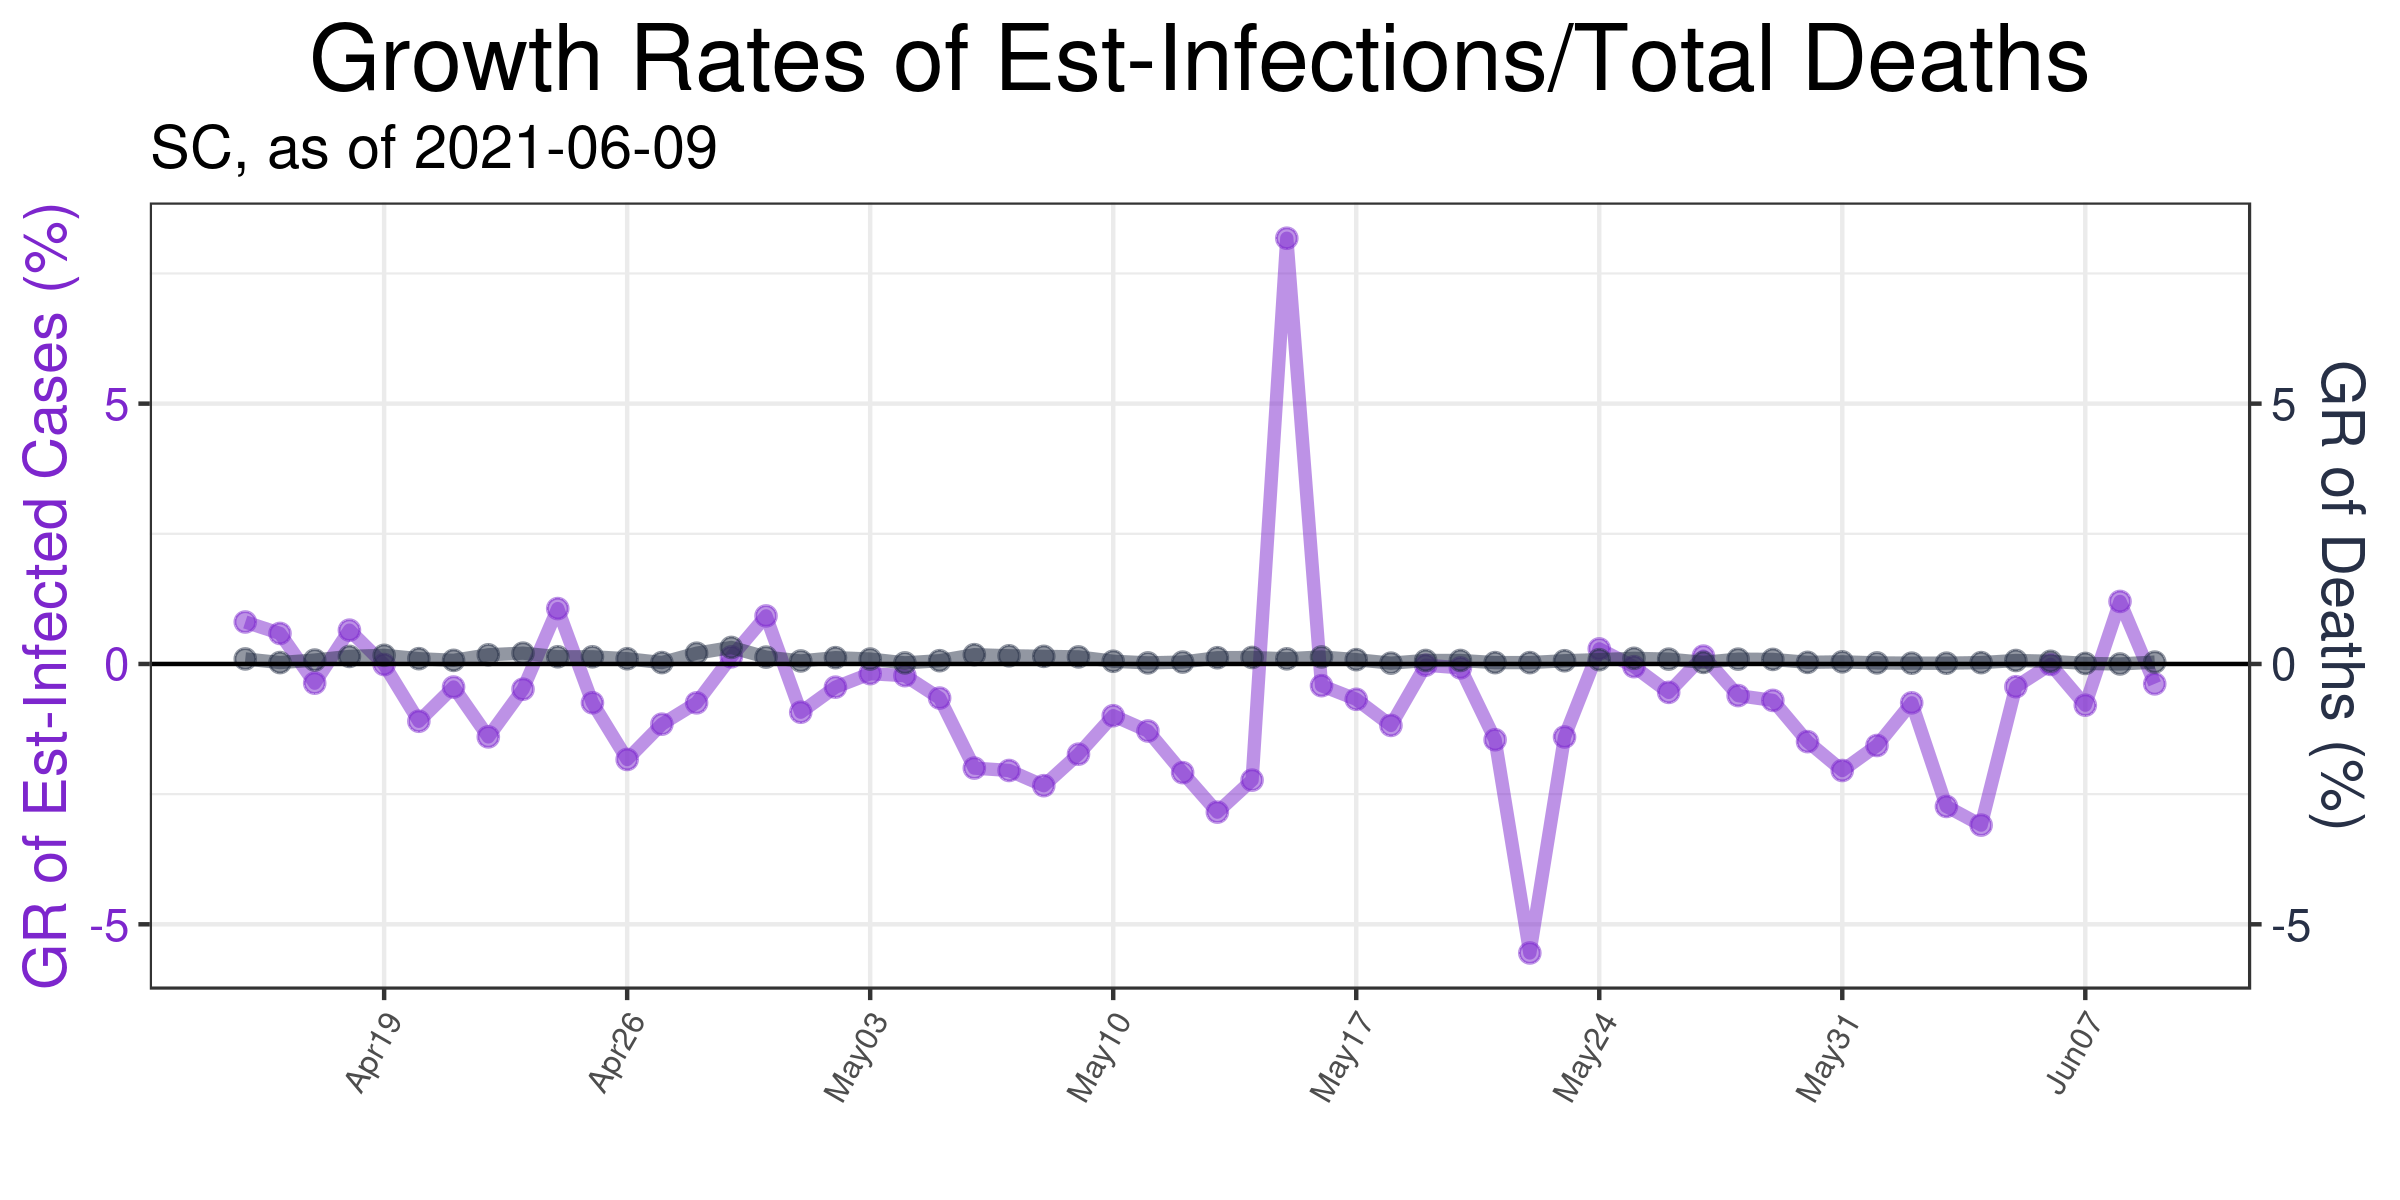 Growth Rates of Est-Infections/Total Deaths
SC, as of 2021-06-09
GR of Est-Infected Cases (%)
5
0
-5
5
0
-5
GR of Deaths (%)
Apr19
Apr26
May03
May10
May17
May24
May31
Jun07